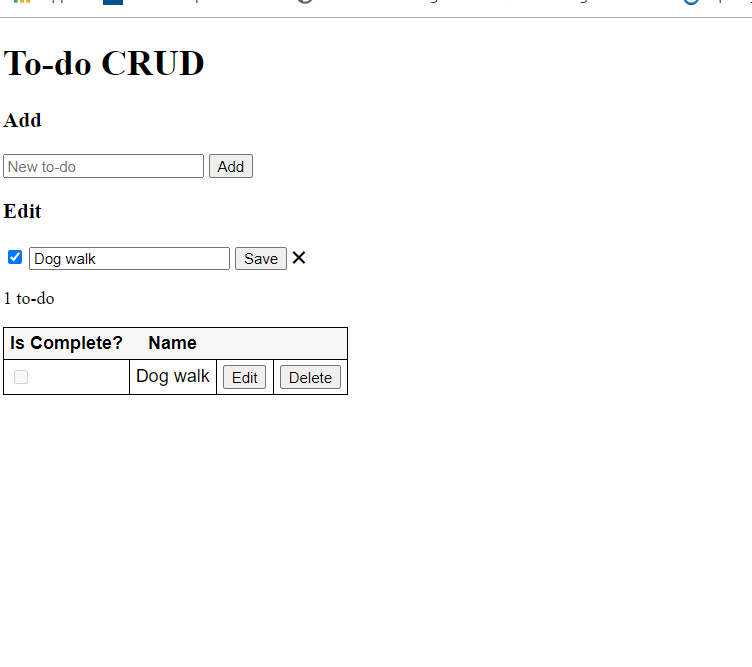 To-do CRUD
Add
New to-do Add
Edit
Dog walk Save ✕
1 to-do
Is Complete? Name
Dog walk Edit Delete